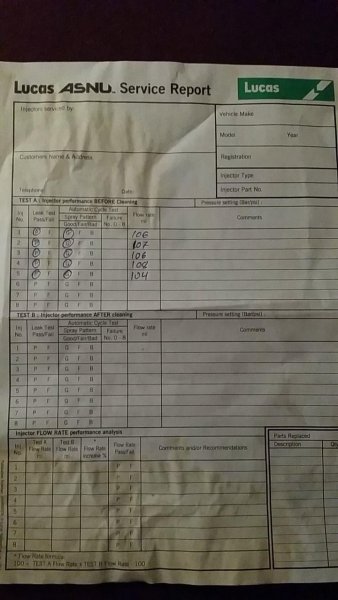 Lucas ASNU. Service Report
Lucas
Injectors service'd by:
Vehicle Make
Model Year
Customers Name & Address
Registration
Injector Type
Telephone Date
Injector Part No.
TEST A : Injector performance BEFORE Cleaning Pressure setting (Bar/psi) :
Inj No. Leak Test Pass/Fail Automatic Cycle Test Spray Pattern Good/Fair/Bad Failure No. 0 - 8 Flow rate ml Comments
1 P F G F B 106
2 P F G F B 107
3 P F G F B 106
4 P F G F B 108
5 P F G F B 104
6 P F G F B
7 P F G F B
8 P F G F B
TEST B : Injector performance AFTER cleaning Pressure setting (bar/psi) :
Inj No. Leak Test Pass/Fail Automatic Cycle Test Spray Pattern Good/Fair/Bad Failure No. 0 - 8 Flow rate ml Comments
1 P F G F B
2 P F G F B
3 P F G F B
4 P F G F B
5 P F G F B
6 P F G F B
7 P F G F B
8 P F G F B
Injector FLOW RATE performance analysis
Parts Replaced
Inj No. Test A Flow Rate ml Test B Flow Rate ml * Flow Rate increase % Flow Rate Pass/Fail Comments and/or Recommendations
Description
1 P F
2 P F
3 P F
4 P F
5 P F
6 P F
7 P F
8 P F
* Flow Rate formula
100 ÷ TEST A Flow Rate x TEST B Flow Rate - 100